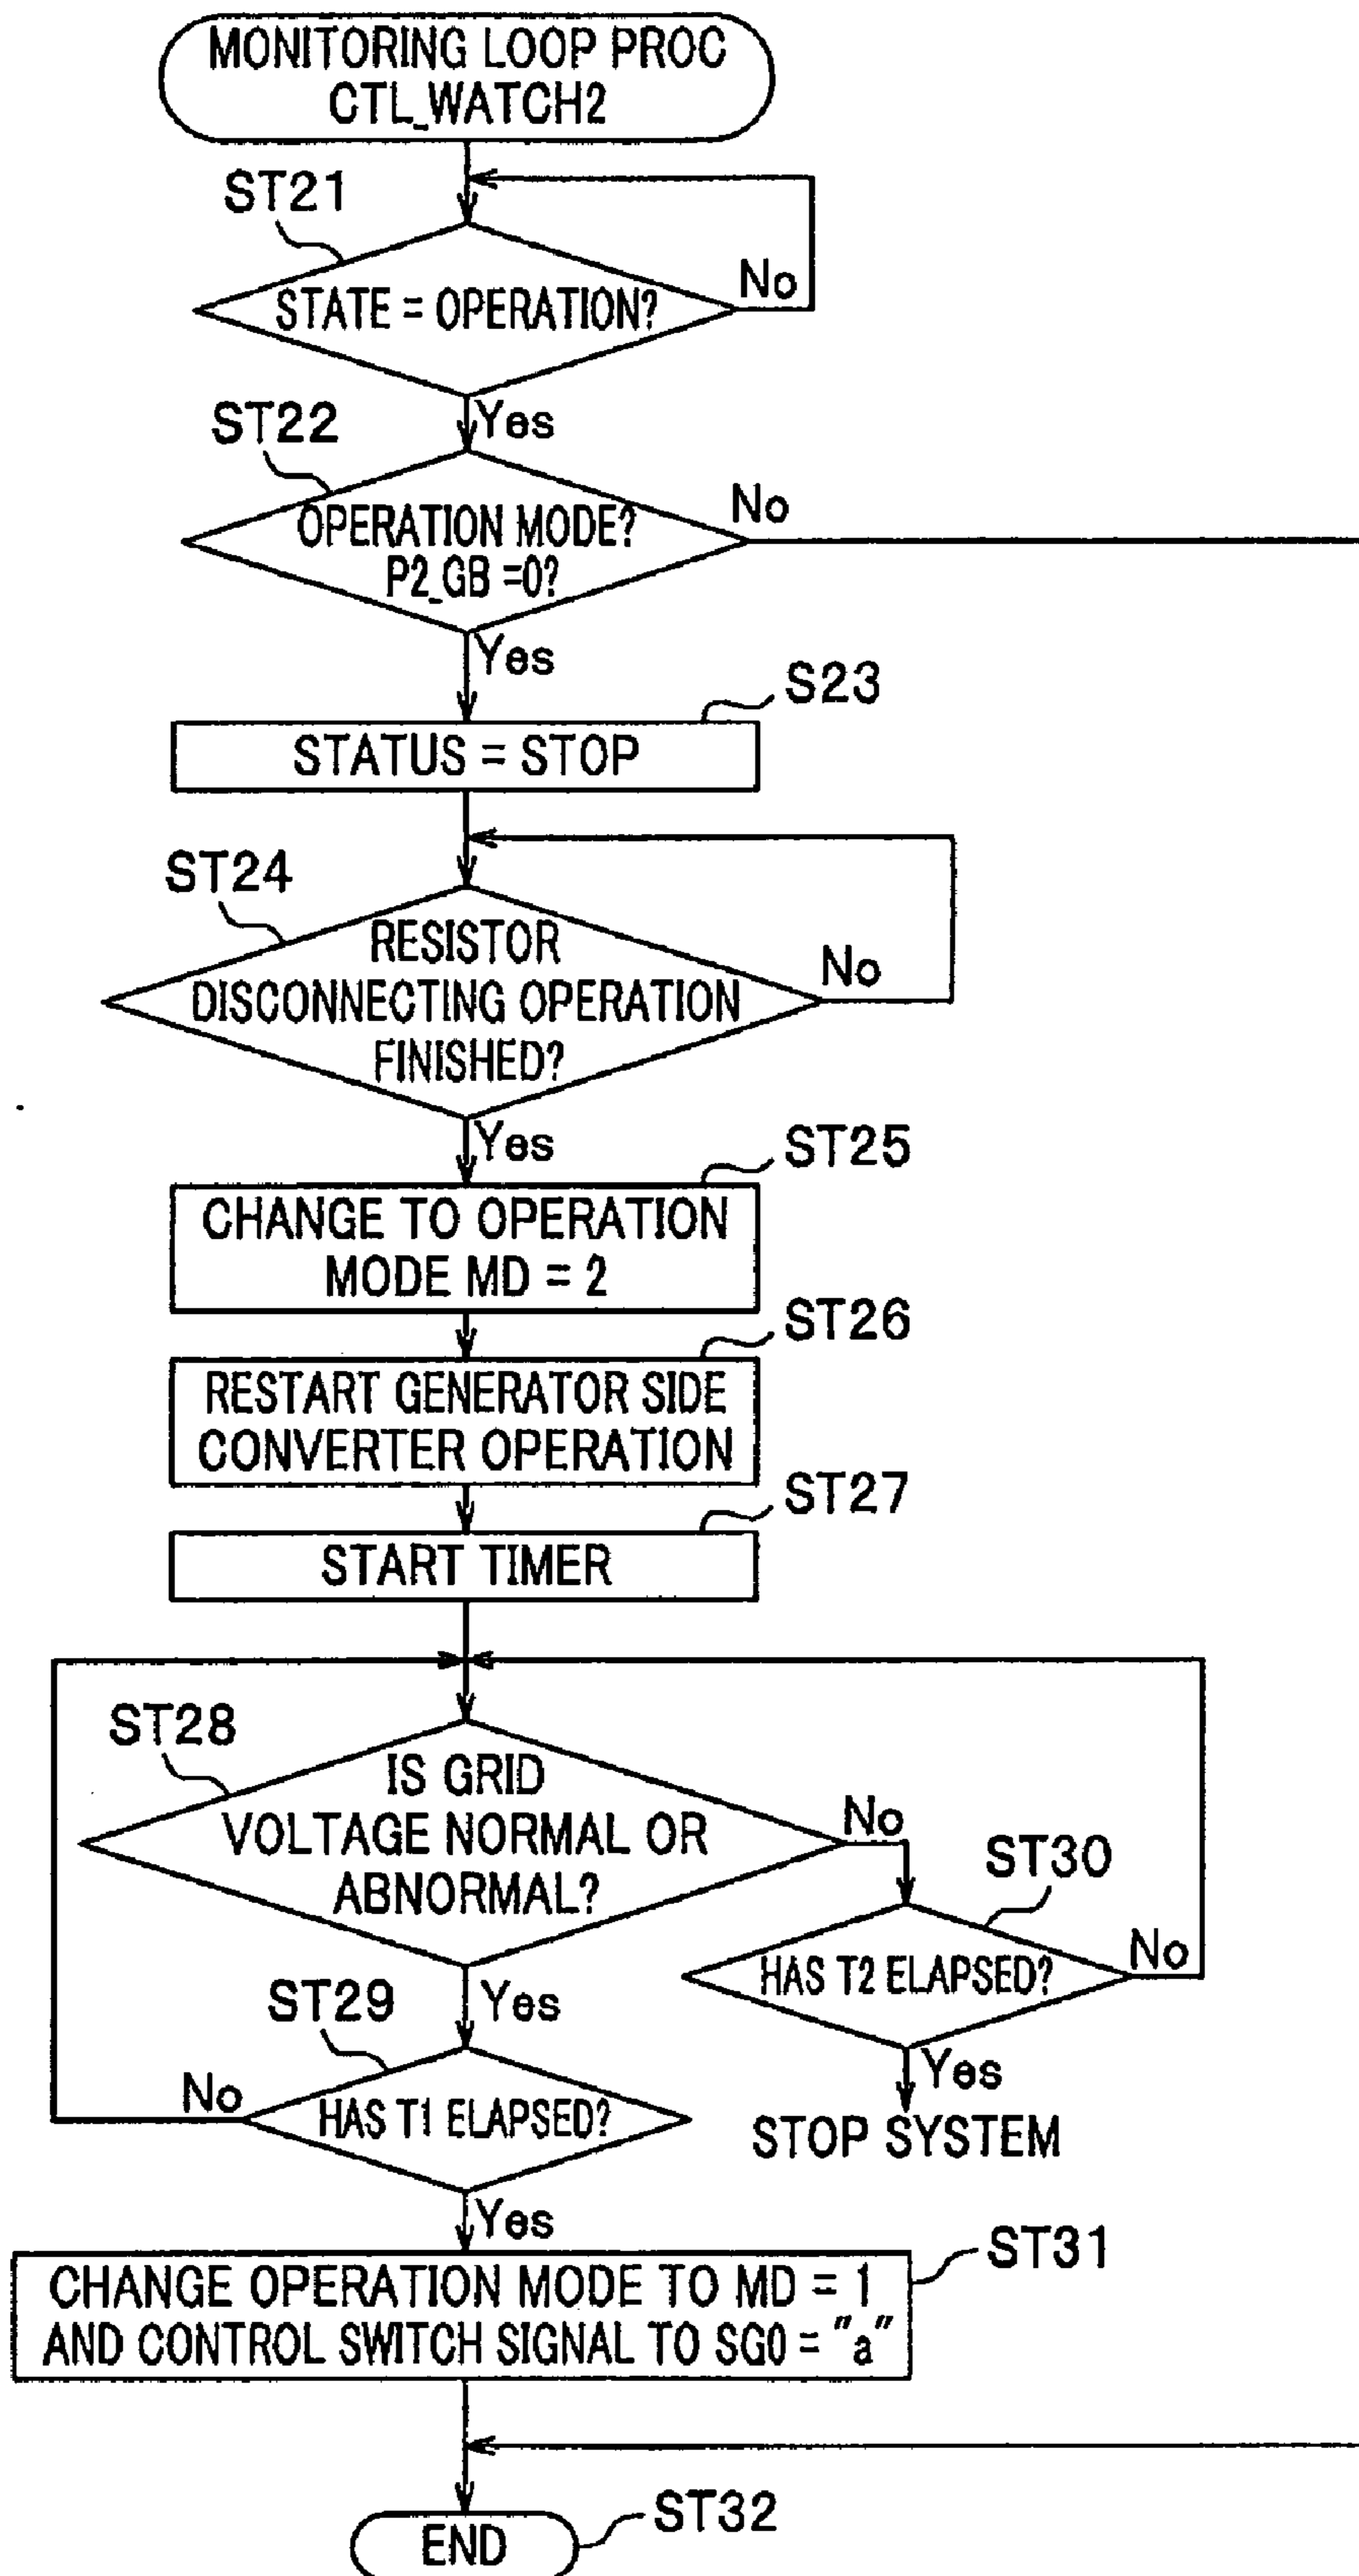 MONITORING LOOP PROC
CTL_WATCH2
ST21
STATE = OPERATION?
No
Yes
ST22
OPERATION MODE?
P2_GB =0?
No
Yes
S23
STATUS = STOP
ST24
RESISTOR
DISCONNECTING OPERATION
FINISHED?
No
Yes
ST25
CHANGE TO OPERATION
MODE MD = 2
ST26
RESTART GENERATOR SIDE
CONVERTER OPERATION
ST27
START TIMER
ST28
IS GRID
VOLTAGE NORMAL OR
ABNORMAL?
No
ST30
HAS T2 ELAPSED?
No
Yes
STOP SYSTEM
Yes
ST29
HAS T1 ELAPSED?
No
Yes
ST31
CHANGE OPERATION MODE TO MD = 1
AND CONTROL SWITCH SIGNAL TO SG0 = "a"
END
ST32